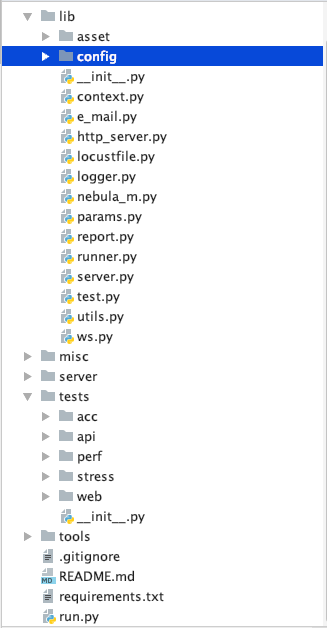 lib
asset
config
__init__.py
context.py
e_mail.py
http_server.py
locustfile.py
logger.py
nebula_m.py
params.py
report.py
runner.py
server.py
test.py
utils.py
ws.py
misc
server
tests
acc
api
perf
stress
web
__init__.py
tools
.gitignore
MD README.md
requirements.txt
run.py